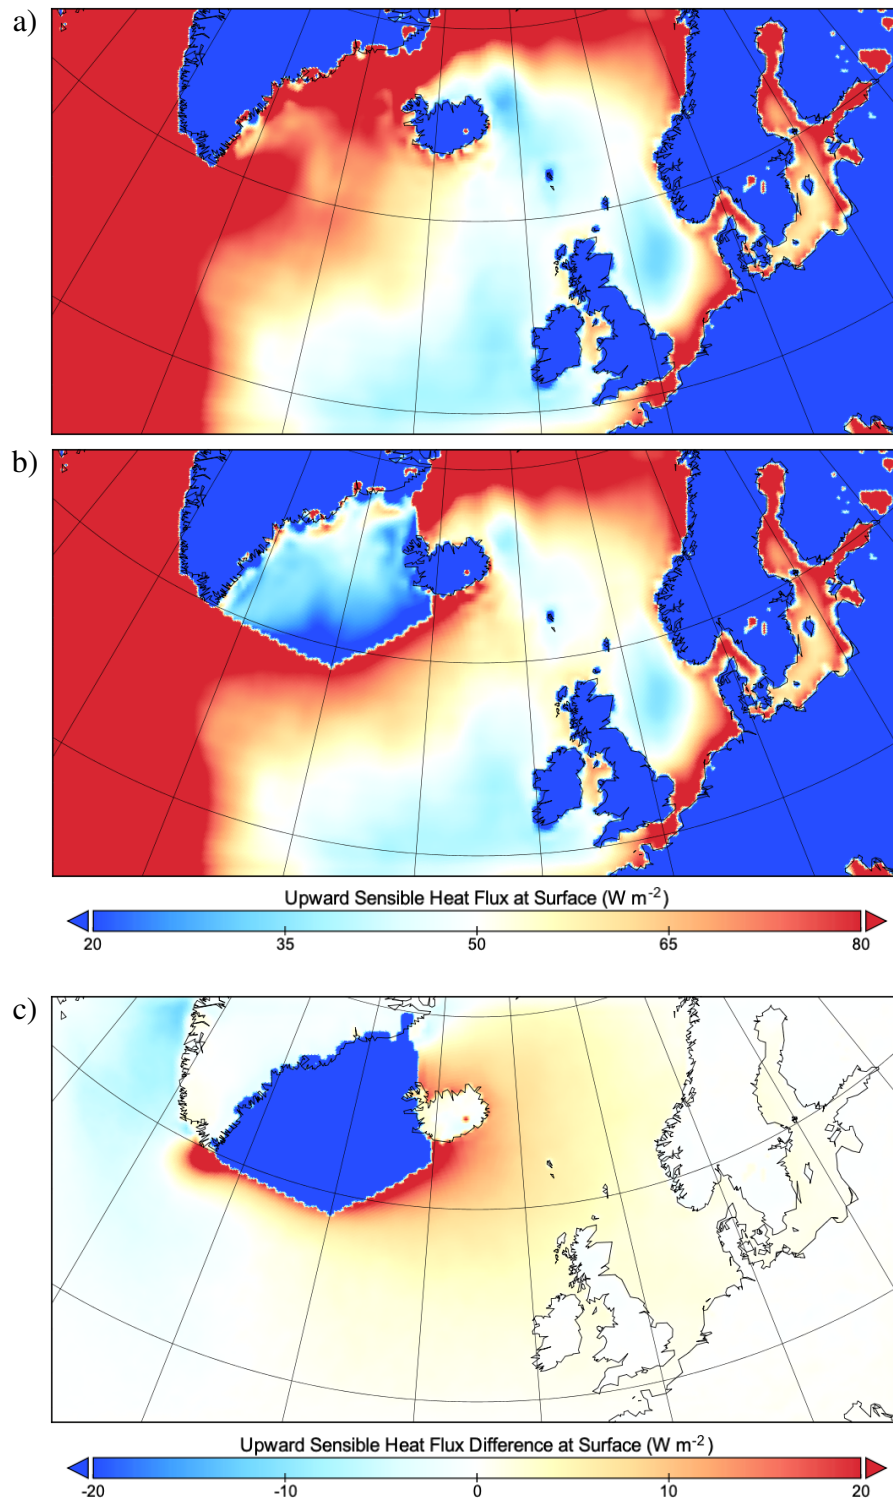 a)
b)
Upward Sensible Heat Flux at Surface (W m⁻²)
20 35 50 65 80
c)
Upward Sensible Heat Flux Difference at Surface (W m⁻²)
-20 -10 0 10 20